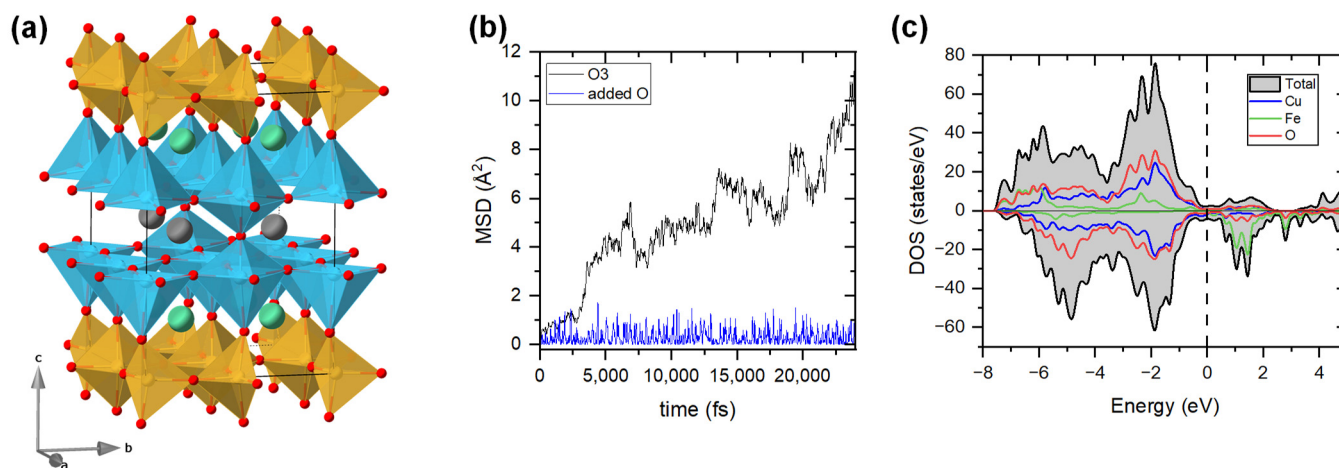 (a)
c
b
a
(b)
MSD (Å²)
12
10
8
6
4
2
0
O3
added O
0
5,000
10,000
15,000
20,000
time (fs)
(c)
DOS (states/eV)
80
60
40
20
0
20
40
60
Total
Cu
Fe
O
-8
-6
-4
-2
0
2
4
Energy (eV)